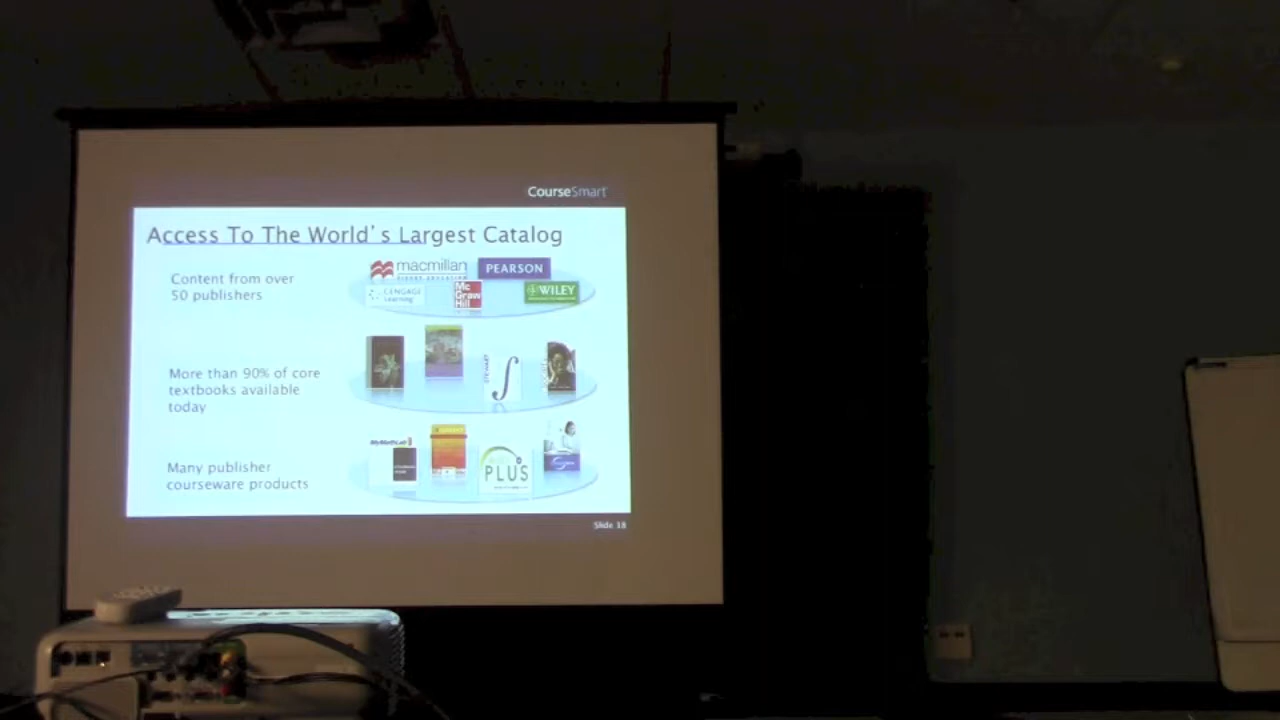 CourseSmart
Access To The World's Largest Catalog
Content from over
50 publishers
macmillan
PEARSON
CENGAGE
Learning
Mc
Graw
Hill
WILEY
More than 90% of core
textbooks available
today
Many publisher
courseware products
MyMathLab
PLUS
Slide 18